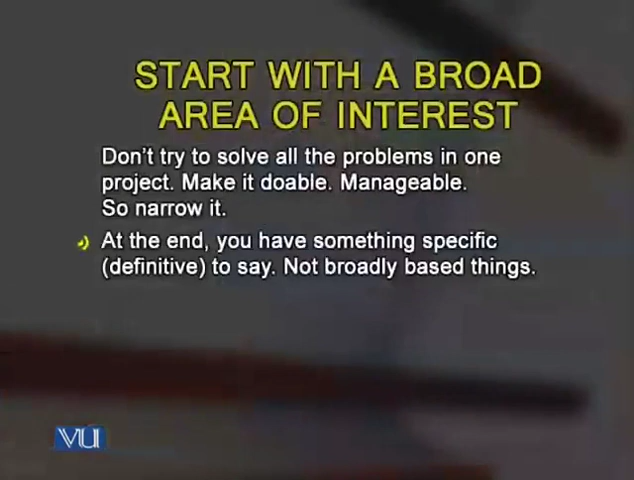 START WITH A BROAD
AREA OF INTEREST
Don't try to solve all the problems in one
project. Make it doable. Manageable.
So narrow it.
At the end, you have something specific
(definitive) to say. Not broadly based things.
VU